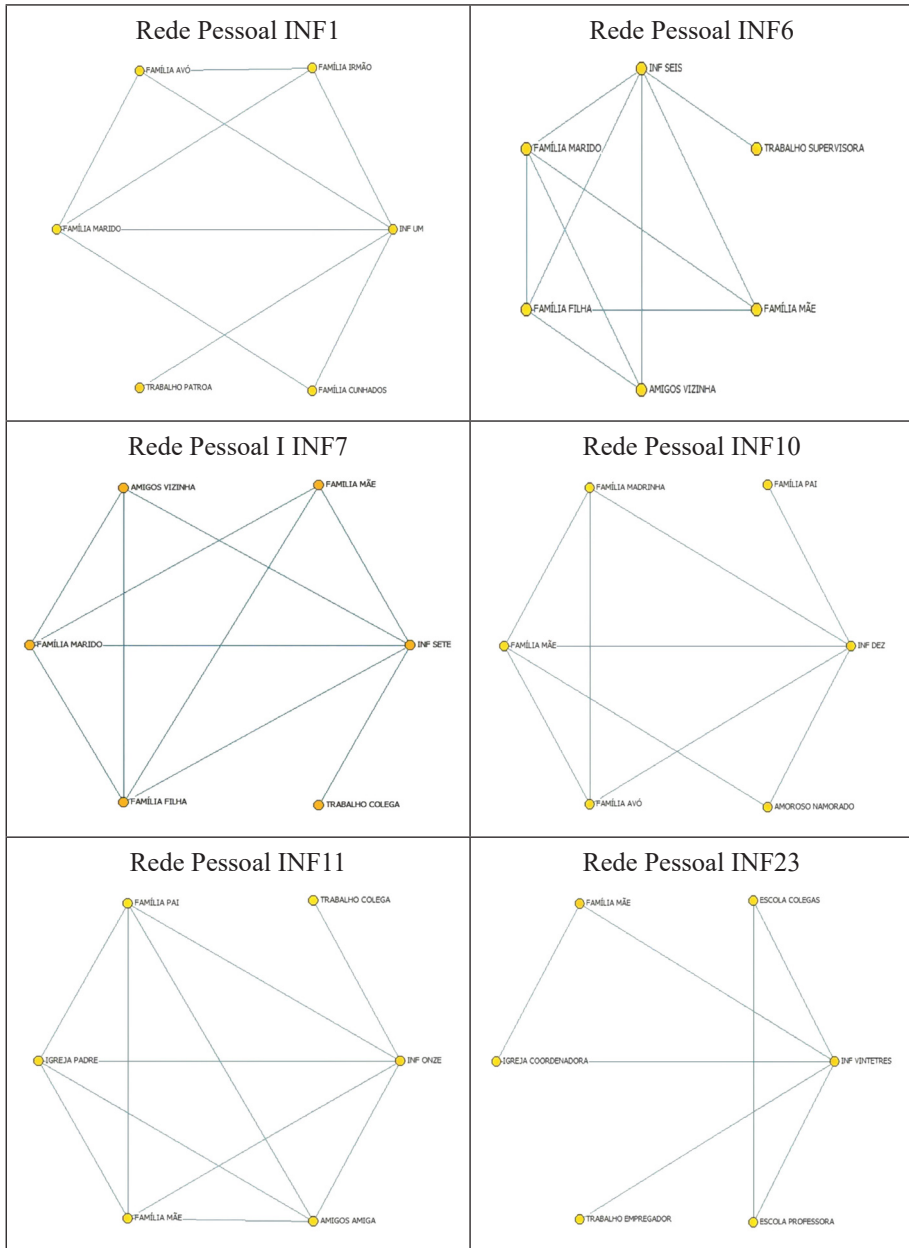 Rede Pessoal INF1
FAMÍLIA AVÓ
FAMÍLIA IRMÃO
FAMÍLIA MARIDO
INF UM
TRABALHO PATROA
FAMÍLIA CUNHADOS
Rede Pessoal INF6
INF SEIS
FAMÍLIA MARIDO
TRABALHO SUPERVISORA
FAMÍLIA FILHA
FAMÍLIA MÃE
AMIGOS VIZINHA
Rede Pessoal I INF7
AMIGOS VIZINHA
FAMILIA MÃE
FAMÍLIA MARIDO
INF SETE
FAMÍLIA FILHA
TRABALHO COLEGA
Rede Pessoal INF10
FAMÍLIA MADRINHA
FAMÍLIA PAI
FAMÍLIA MÃE
INF DEZ
FAMÍLIA AVÓ
AMOROSO NAMORADO
Rede Pessoal INF11
FAMÍLIA PAI
TRABALHO COLEGA
IGREJA PADRE
INF ONZE
FAMÍLIA MÃE
AMIGOS AMIGA
Rede Pessoal INF23
FAMÍLIA MÃE
ESCOLA COLEGAS
IGREJA COORDENADORA
INF VINTETRES
TRABALHO EMPREGADOR
ESCOLA PROFESSORA